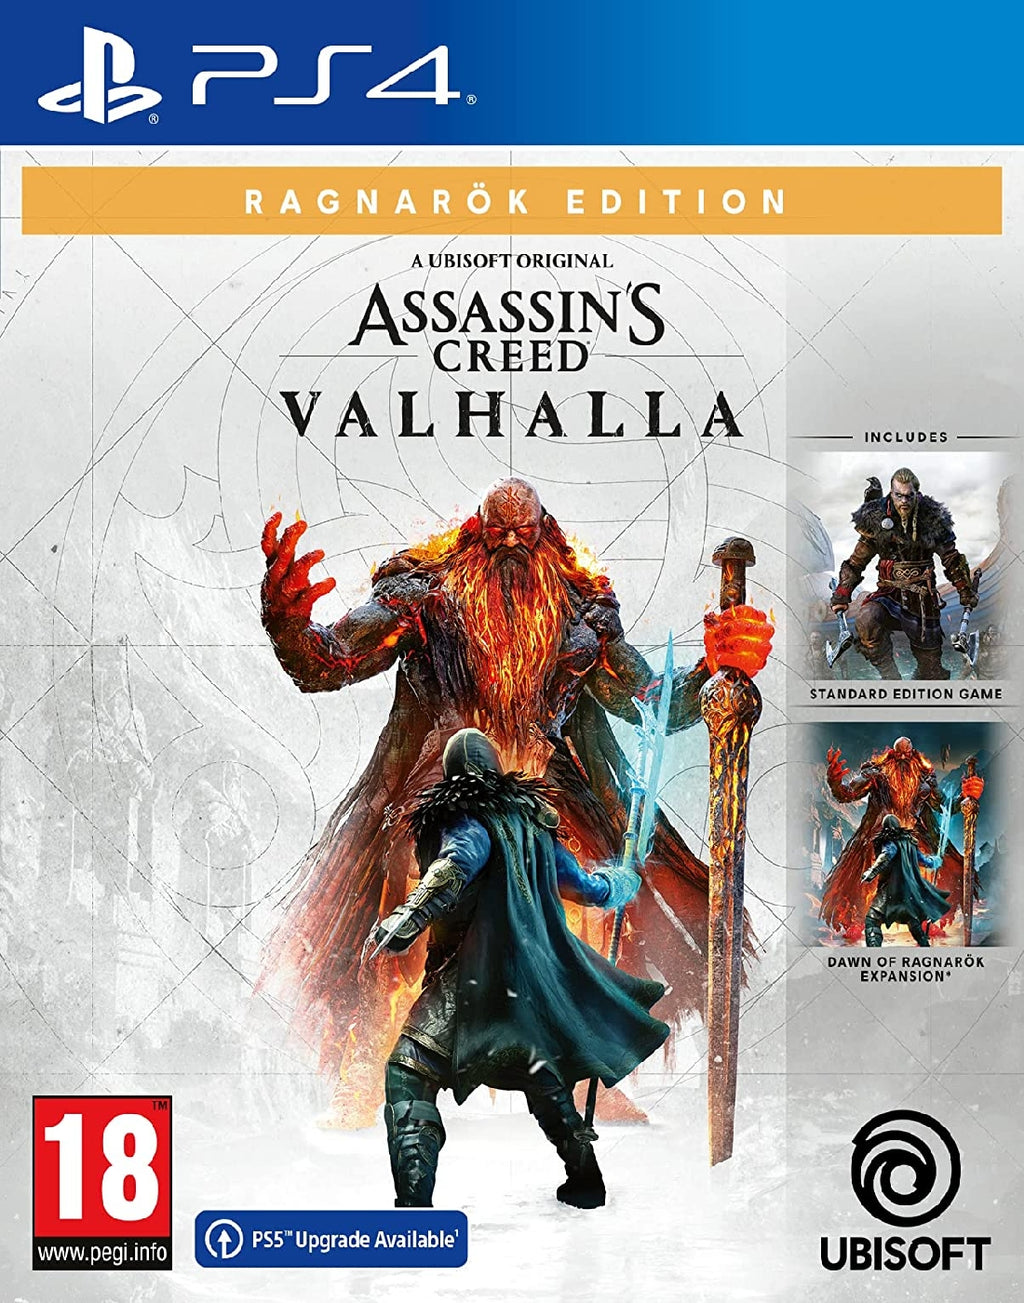 PS4®
RAGNARÖK EDITION
A UBISOFT ORIGINAL
ASSASSIN'S
CREED®
VALHALLA
INCLUDES
STANDARD EDITION GAME
DAWN OF RAGNARÖK
EXPANSION*
18™
www.pegi.info
PS5™ Upgrade Available¹
UBISOFT